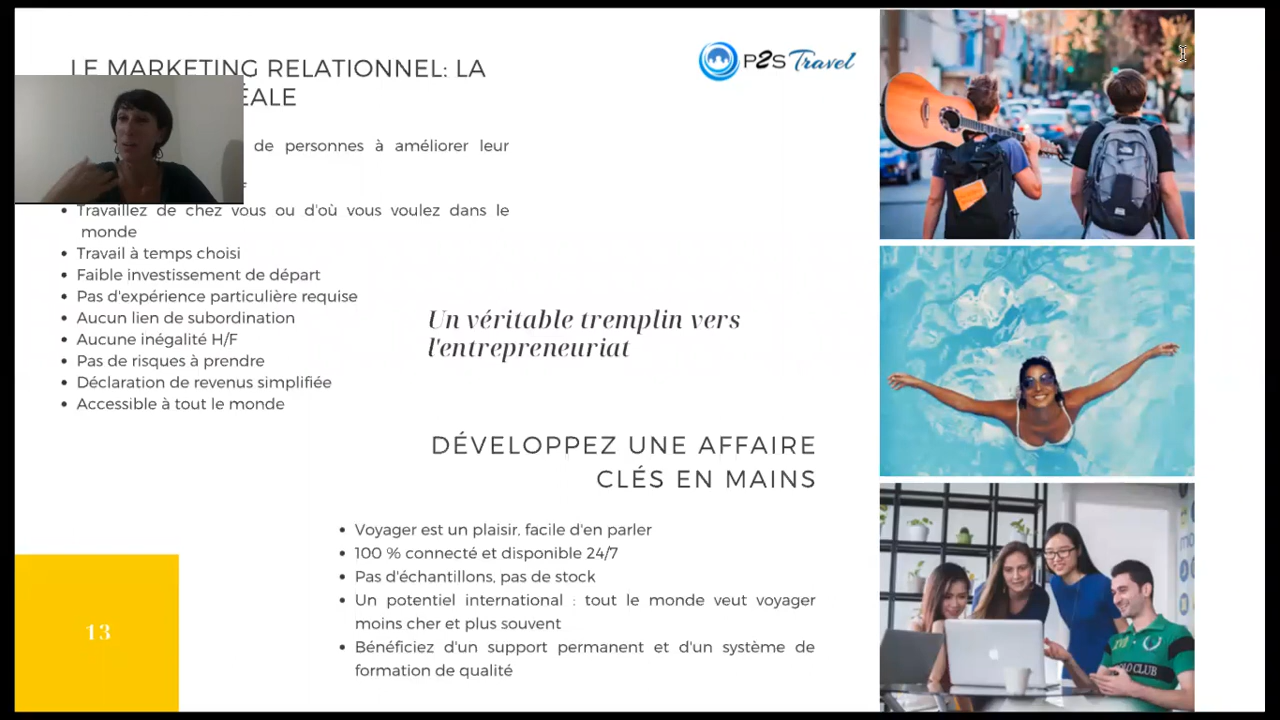 LE MARKETING RELATIONNEL: LA
ÉALE
de personnes à améliorer leur
Travaillez de chez vous ou d'où vous voulez dans le
monde
Travail à temps choisi
Faible investissement de départ
Pas d'expérience particulière requise
Aucun lien de subordination
Aucune inégalité H/F
Pas de risques à prendre
Déclaration de revenus simplifiée
Accessible à tout le monde
P2S Travel
Un véritable tremplin vers
l'entrepreneuriat
DÉVELOPPEZ UNE AFFAIRE
CLÉS EN MAINS
Voyager est un plaisir, facile d'en parler
100 % connecté et disponible 24/7
Pas d'échantillons, pas de stock
Un potentiel international : tout le monde veut voyager
moins cher et plus souvent
Bénéficiez d'un support permanent et d'un système de
formation de qualité
13